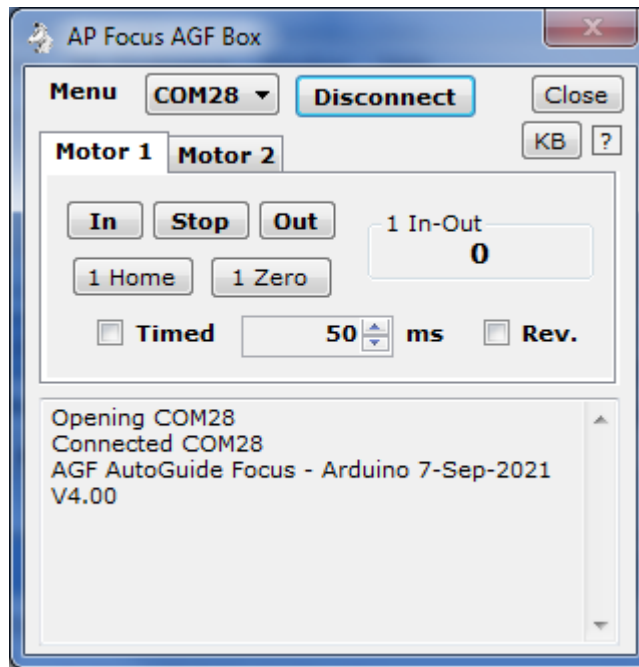 AP Focus AGF Box
Menu COM28 Disconnect Close
KB ?
Motor 1 Motor 2
In Stop Out 1 In-Out
0
1 Home 1 Zero
Timed 50 ms Rev.
Opening COM28
Connected COM28
AGF AutoGuide Focus - Arduino 7-Sep-2021
V4.00